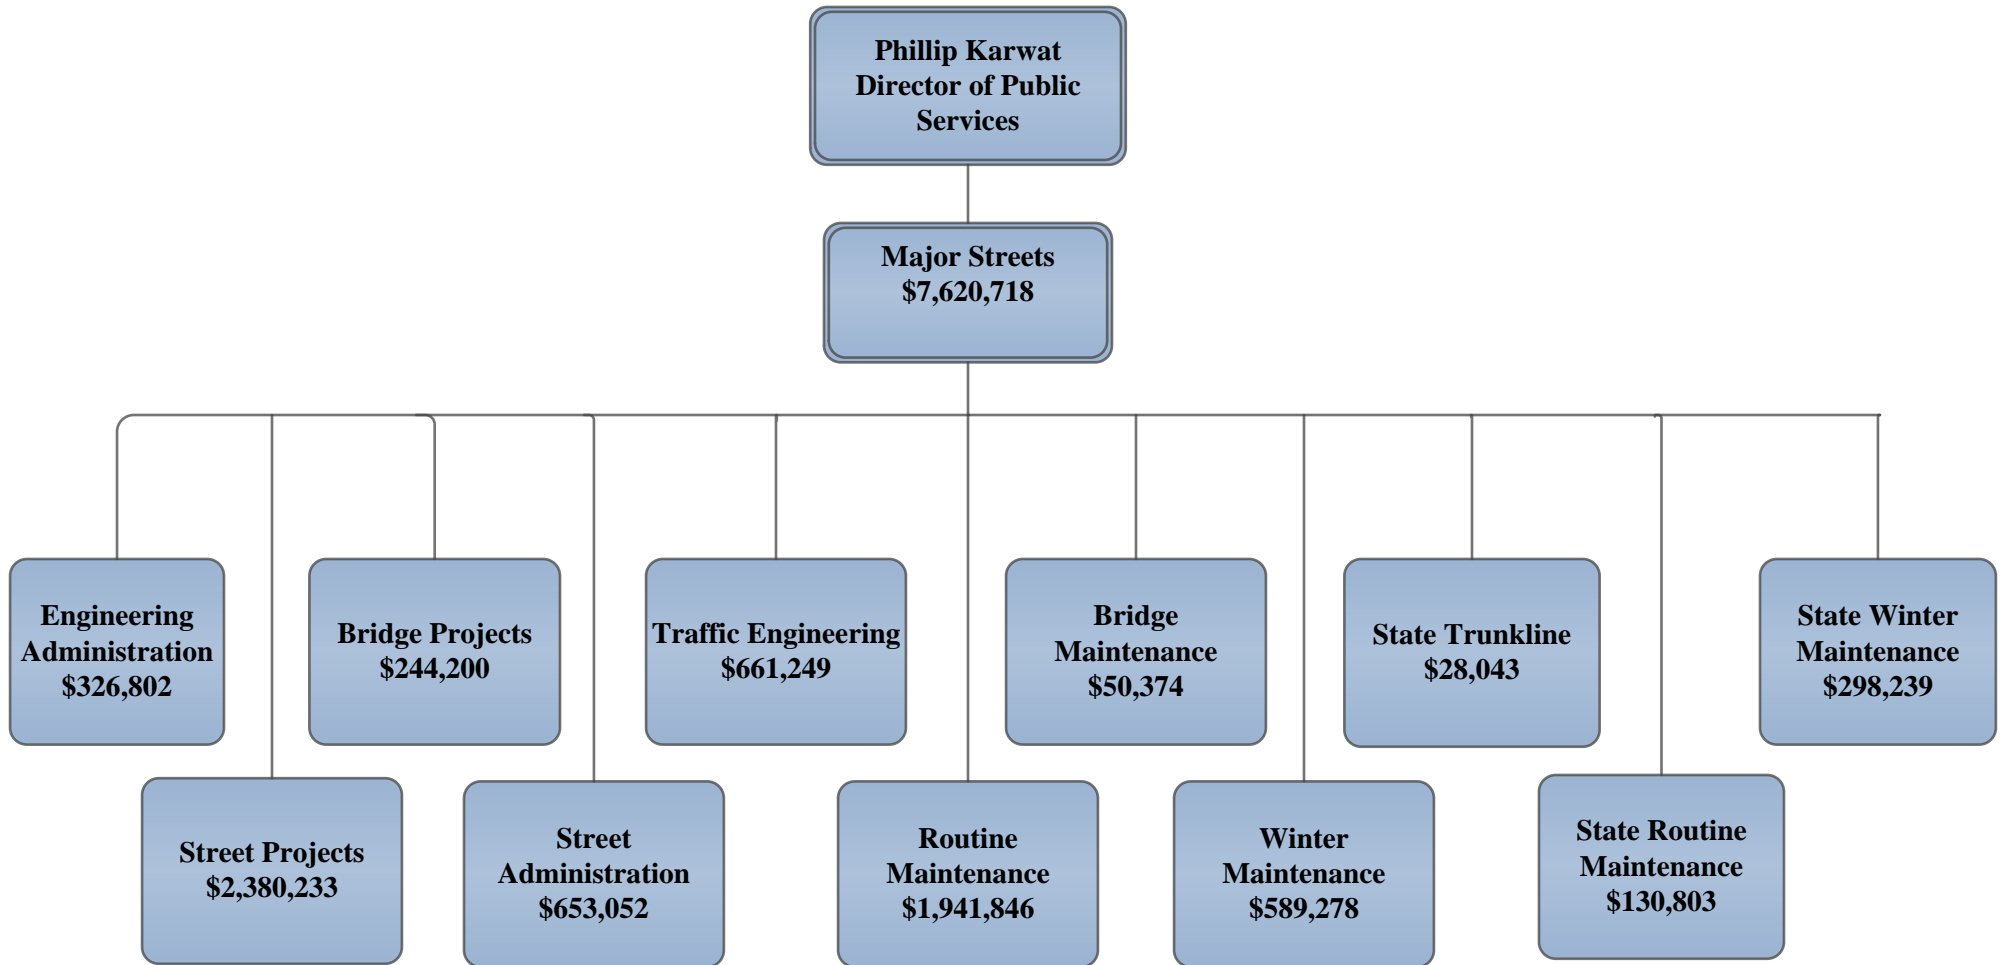 Phillip Karwat
Director of Public
Services
Major Streets
$7,620,718
Engineering
Administration
$326,802
Bridge Projects
$244,200
Traffic Engineering
$661,249
Bridge
Maintenance
$50,374
State Trunkline
$28,043
State Winter
Maintenance
$298,239
Street Projects
$2,380,233
Street
Administration
$653,052
Routine
Maintenance
$1,941,846
Winter
Maintenance
$589,278
State Routine
Maintenance
$130,803